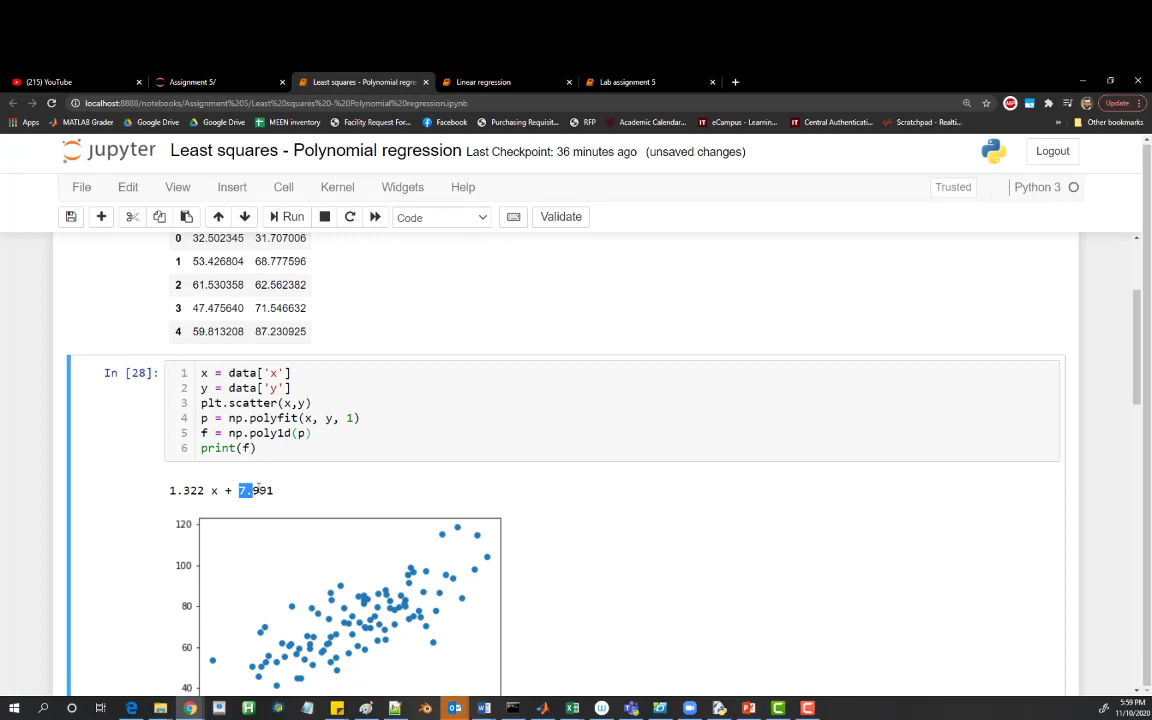 (215) YouTube
Assignment 5/
Least squares - Polynomial regre
Linear regression
Lab assignment 5
localhost:8888/notebooks/Assignment%205/Least%20squares%20-%20Polynomial%20regression.ipynb
Update
Apps
MATLAB Grader
Google Drive
Google Drive
MEEN inventory
Facility Request For...
Facebook
Purchasing Requisit...
RFP
Academic Calendar...
eCampus - Learnin...
Central Authenticati...
Scratchpad - Realti...
Other bookmarks
jupyter
Least squares - Polynomial regression Last Checkpoint: 36 minutes ago (unsaved changes)
Logout
File Edit View Insert Cell Kernel Widgets Help
Trusted
Python 3
Run
Code
Validate
0 32.502345 31.707006
1 53.426804 68.777596
2 61.530358 62.562382
3 47.475640 71.546632
4 59.813208 87.230925
In [28]:
1 x = data['x']
2 y = data['y']
3 plt.scatter(x,y)
4 p = np.polyfit(x, y, 1)
5 f = np.poly1d(p)
6 print(f)
1.322 x + 7.991
120
100
80
60
40
5:59 PM
11/10/2020